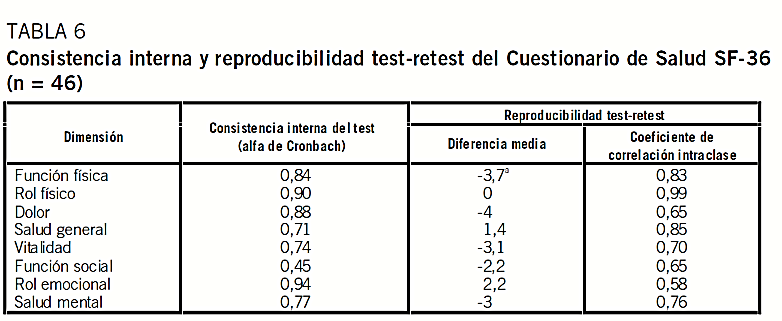 TABLA 6
Consistencia interna y reproducibilidad test-retest del Cuestionario de Salud SF-36
(n = 46)
Dimensión Consistencia interna del test (alfa de Cronbach) Reproducibilidad test-retest
Diferencia media Coeficiente de correlación intraclase
Función física 0,84 -3,7ª 0,83
Rol físico 0,90 0 0,99
Dolor 0,88 -4 0,65
Salud general 0,71 1,4 0,85
Vitalidad 0,74 -3,1 0,70
Función social 0,45 -2,2 0,65
Rol emocional 0,94 2,2 0,58
Salud mental 0,77 -3 0,76